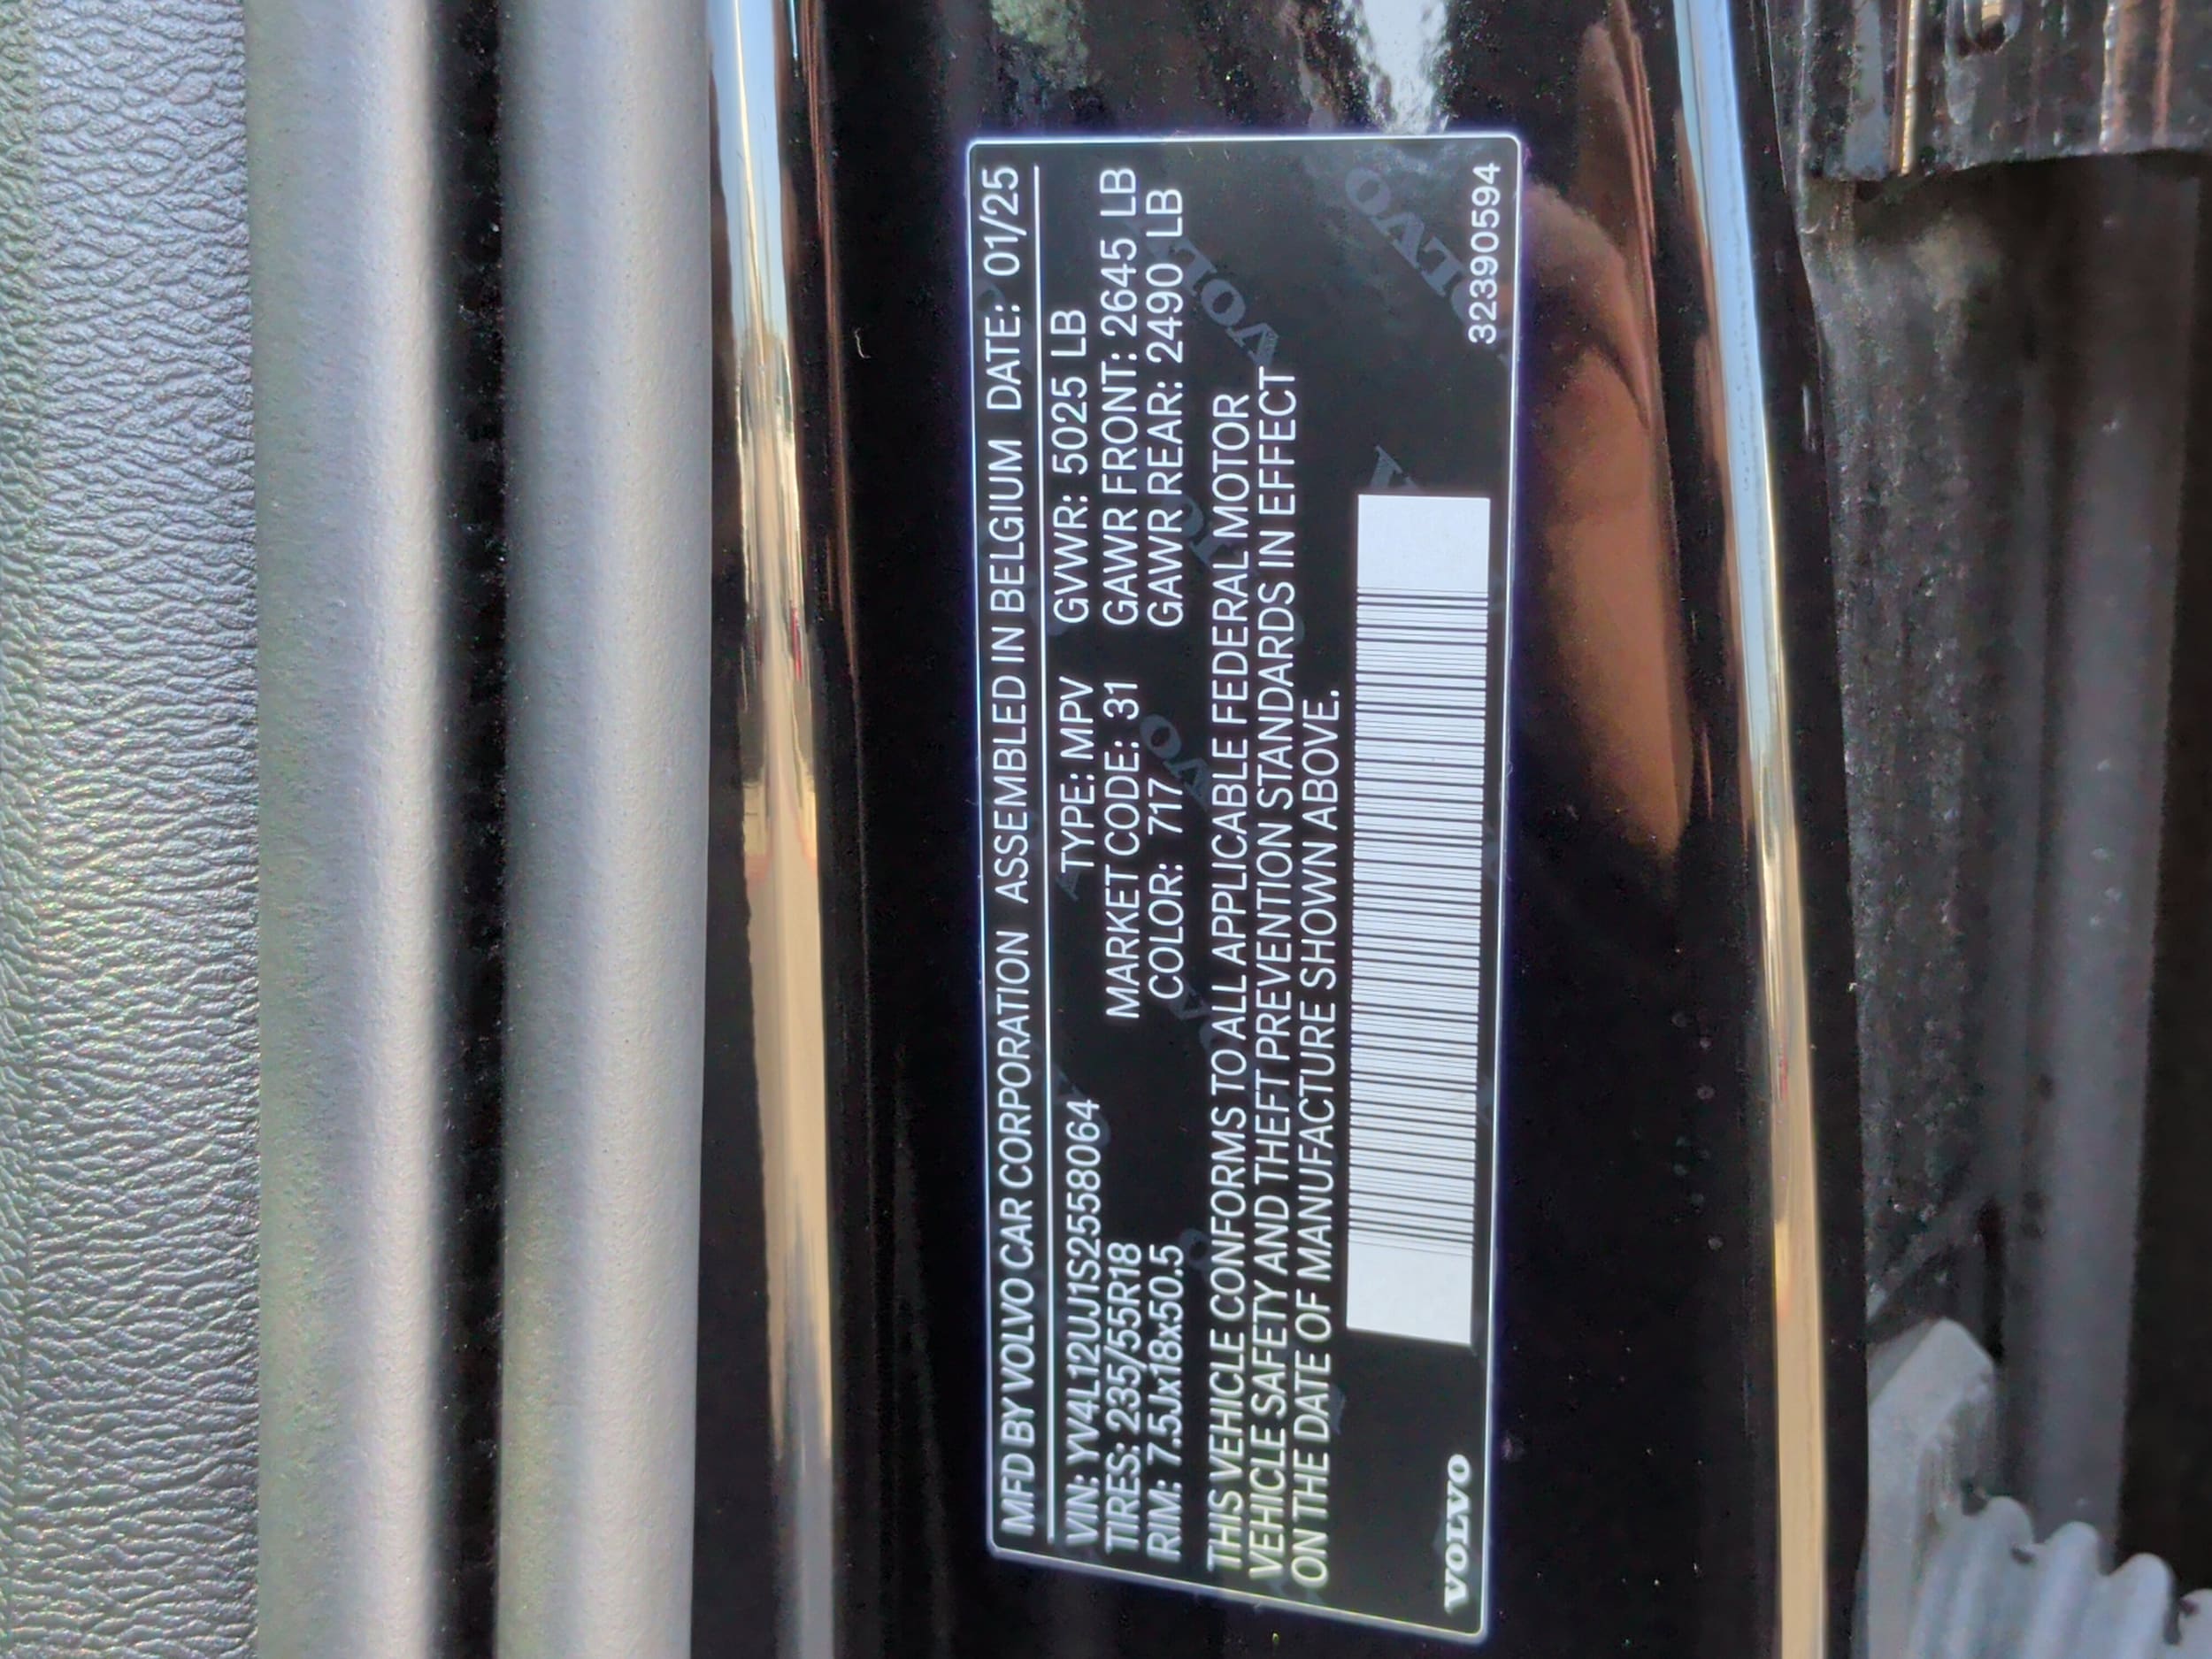 MFD BY VOLVO CAR CORPORATION ASSEMBLED IN BELGIUM DATE: 01/25
VIN: YV4L12UJ1S2558064 TYPE: MPV GVWR: 5025 LB
TIRES: 235/55R18 MARKET CODE: 31 GAWR FRONT: 2645 LB
RIM: 7.5Jx18x50.5 COLOR: 717 GAWR REAR: 2490 LB
THIS VEHICLE CONFORMS TO ALL APPLICABLE FEDERAL MOTOR
VEHICLE SAFETY AND THEFT PREVENTION STANDARDS IN EFFECT
ON THE DATE OF MANUFACTURE SHOWN ABOVE.
VOLVO 32390594